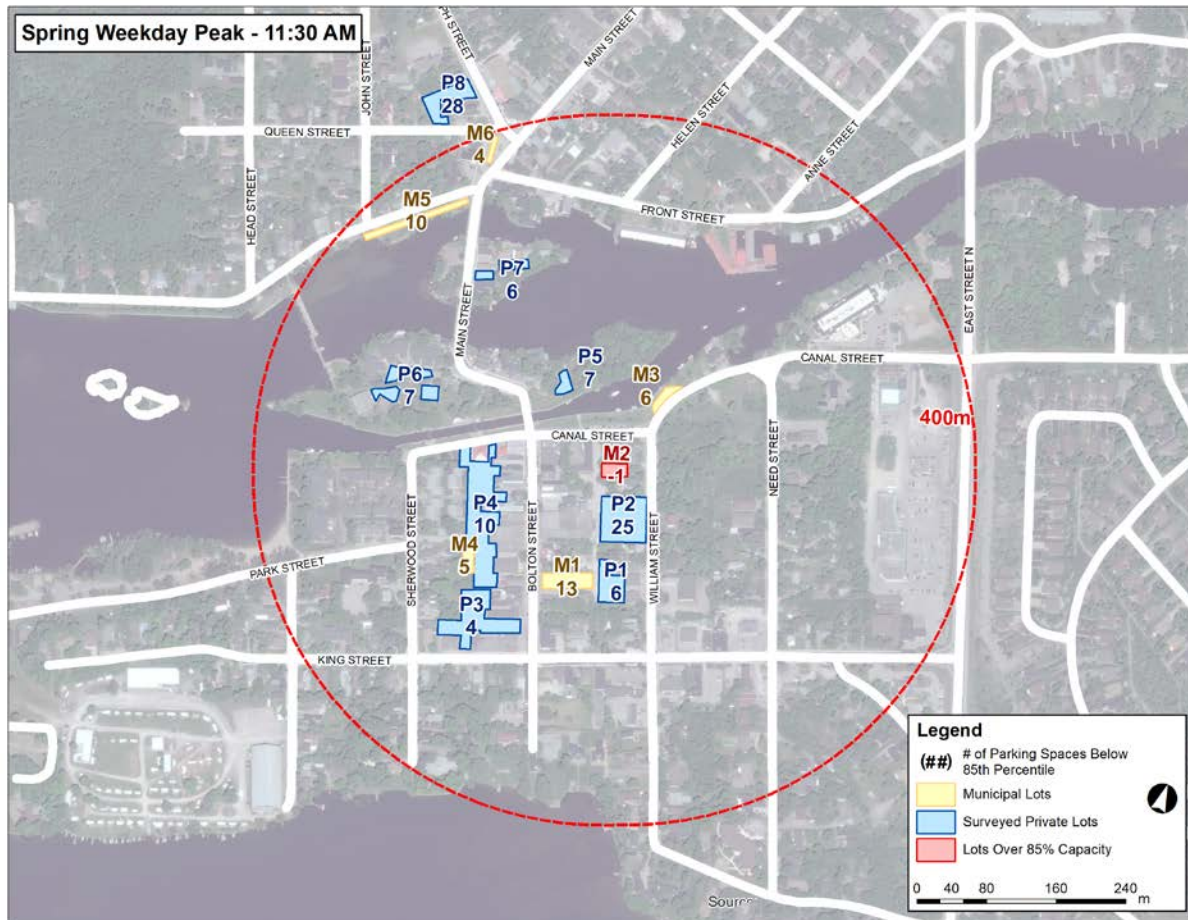 Spring Weekday Peak - 11:30 AM
PH STREET
MAIN STREET
JOHN STREET
P8
28
QUEEN STREET
M6
4
HELEN STREET
ANNE STREET
HEAD STREET
M5
10
FRONT STREET
EAST STREET N
P7
6
MAIN STREET
P5
7
P6
7
M3
6
CANAL STREET
400m
CANAL STREET
M2
-1
NEED STREET
P4
10
P2
25
SHERWOOD STREET
BOLTON STREET
WILLIAM STREET
M4
5
M1
13
P1
6
PARK STREET
P3
4
KING STREET
Legend
(##) # of Parking Spaces Below
85th Percentile
Municipal Lots
Surveyed Private Lots
Lots Over 85% Capacity
0 40 80 160 240
m
Sourc